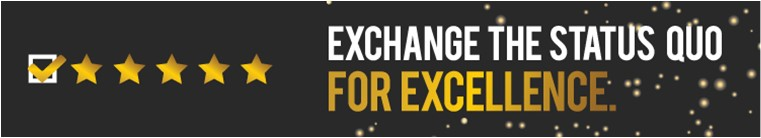 EXCHANGE THE STATUS QUO
FOR EXCELLENCE.